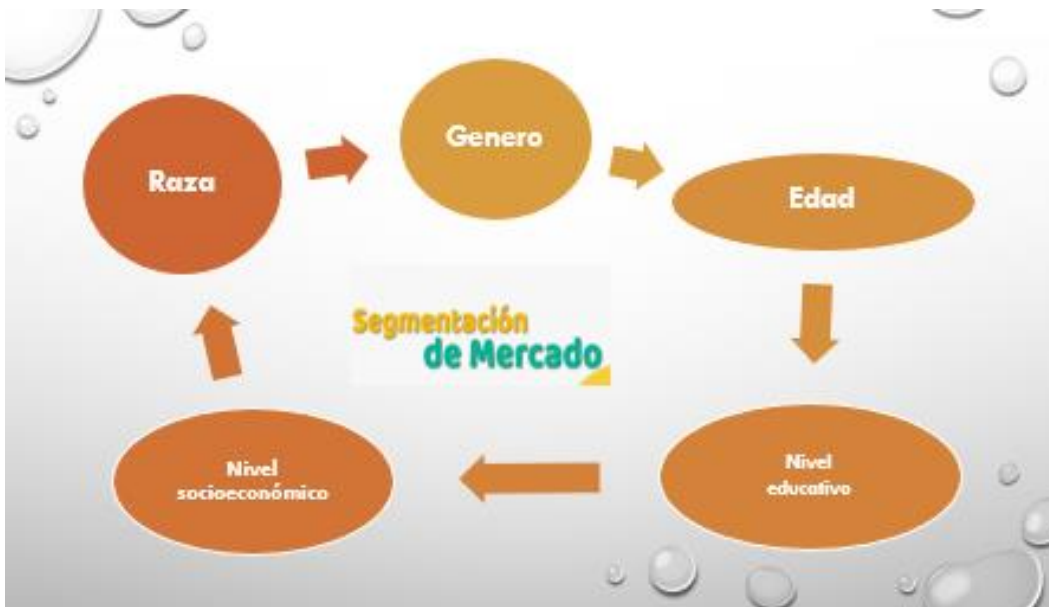 Raza
Genero
Edad
Segmentación
de Mercado
Nivel
educativo
Nivel
socioeconómico